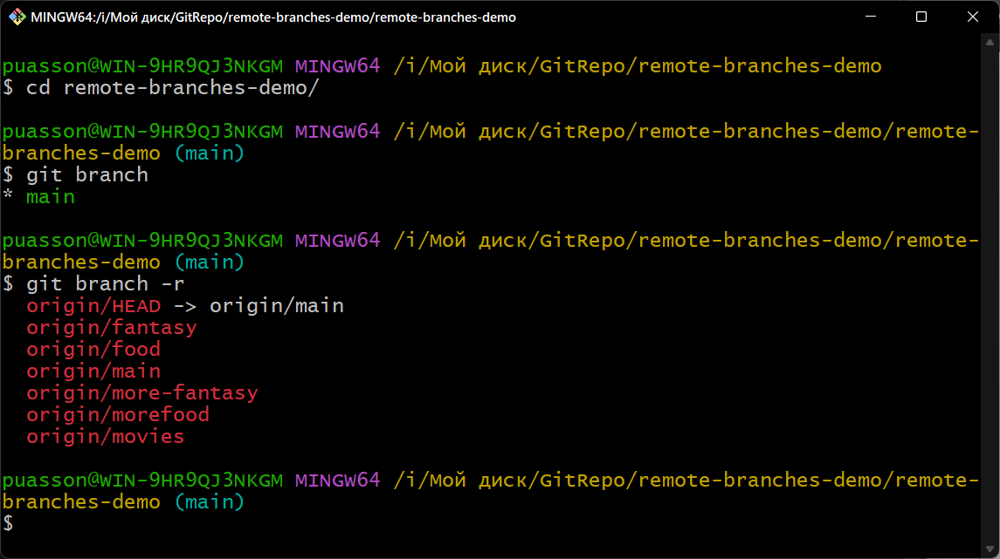 MINGW64:/i/Мой диск/GitRepo/remote-branches-demo/remote-branches-demo
puasson@WIN-9HR9QJ3NKGM MINGW64 /i/Мой диск/GitRepo/remote-branches-demo
$ cd remote-branches-demo/
puasson@WIN-9HR9QJ3NKGM MINGW64 /i/Мой диск/GitRepo/remote-branches-demo/remote-
branches-demo (main)
$ git branch
* main
puasson@WIN-9HR9QJ3NKGM MINGW64 /i/Мой диск/GitRepo/remote-branches-demo/remote-
branches-demo (main)
$ git branch -r
origin/HEAD -> origin/main
origin/fantasy
origin/food
origin/main
origin/more-fantasy
origin/morefood
origin/movies
puasson@WIN-9HR9QJ3NKGM MINGW64 /i/Мой диск/GitRepo/remote-branches-demo/remote-
branches-demo (main)
$